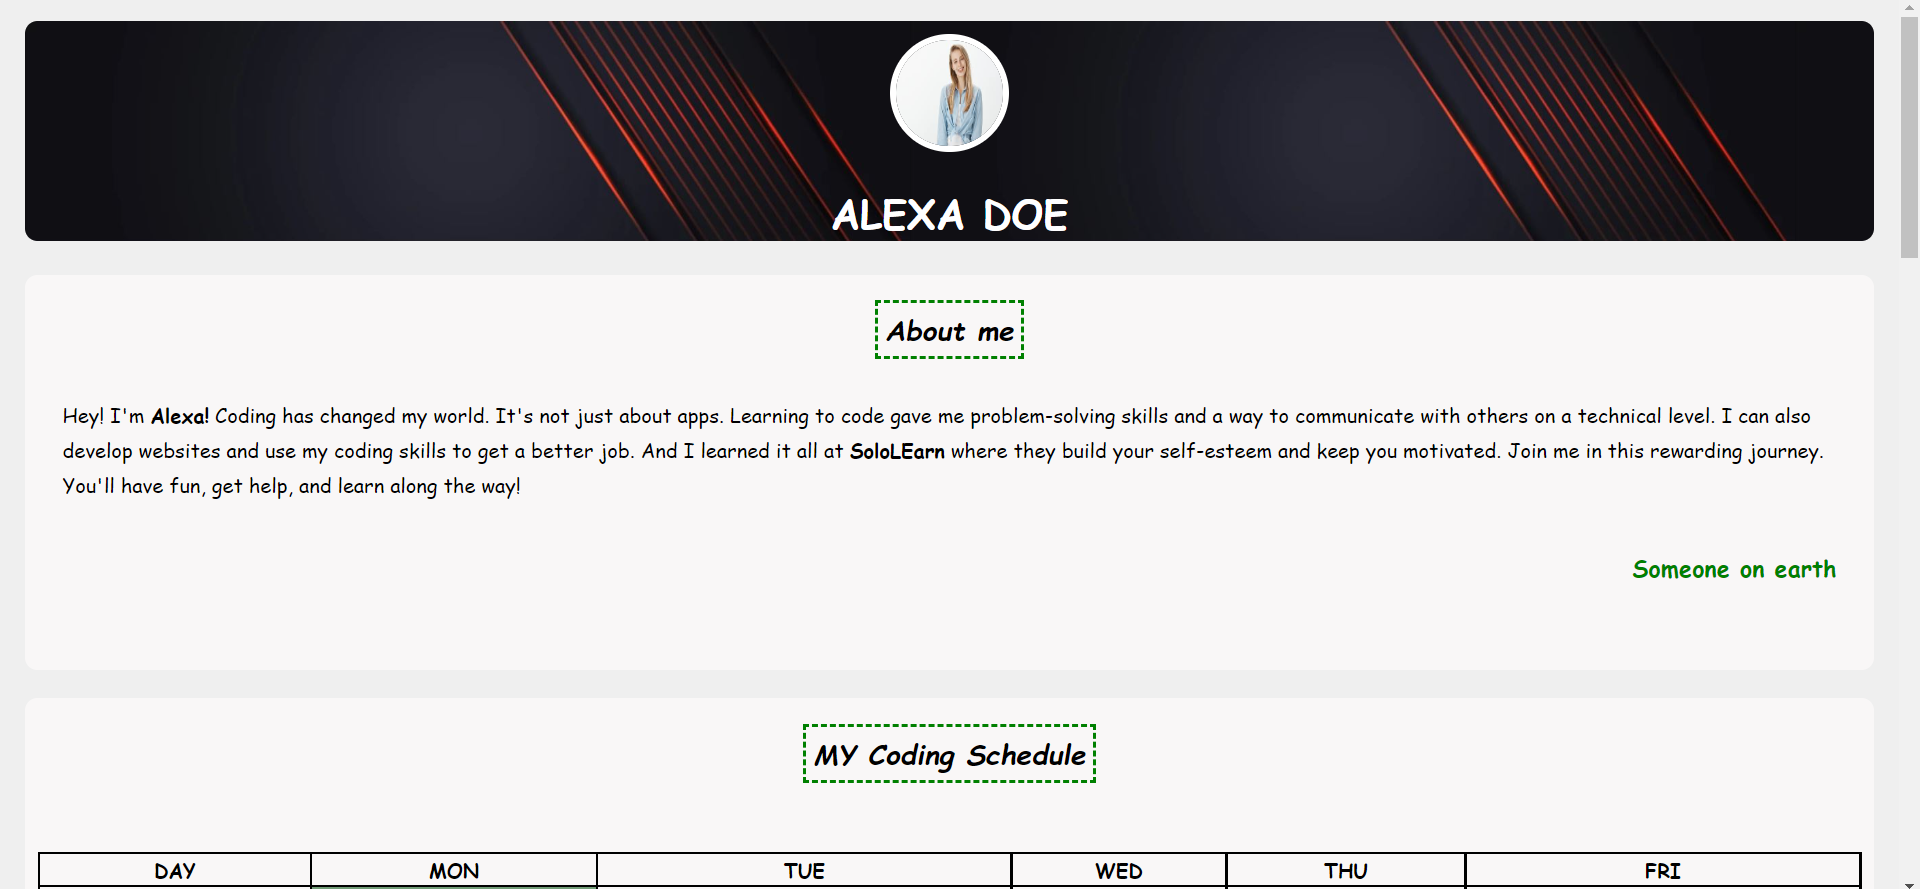 ALEXA DOE
About me
Hey! I'm Alexa! Coding has changed my world. It's not just about apps. Learning to code gave me problem-solving skills and a way to communicate with others on a technical level. I can also
develop websites and use my coding skills to get a better job. And I learned it all at SoloLEarn where they build your self-esteem and keep you motivated. Join me in this rewarding journey.
You'll have fun, get help, and learn along the way!
Someone on earth
MY Coding Schedule
DAY MON TUE WED THU FRI